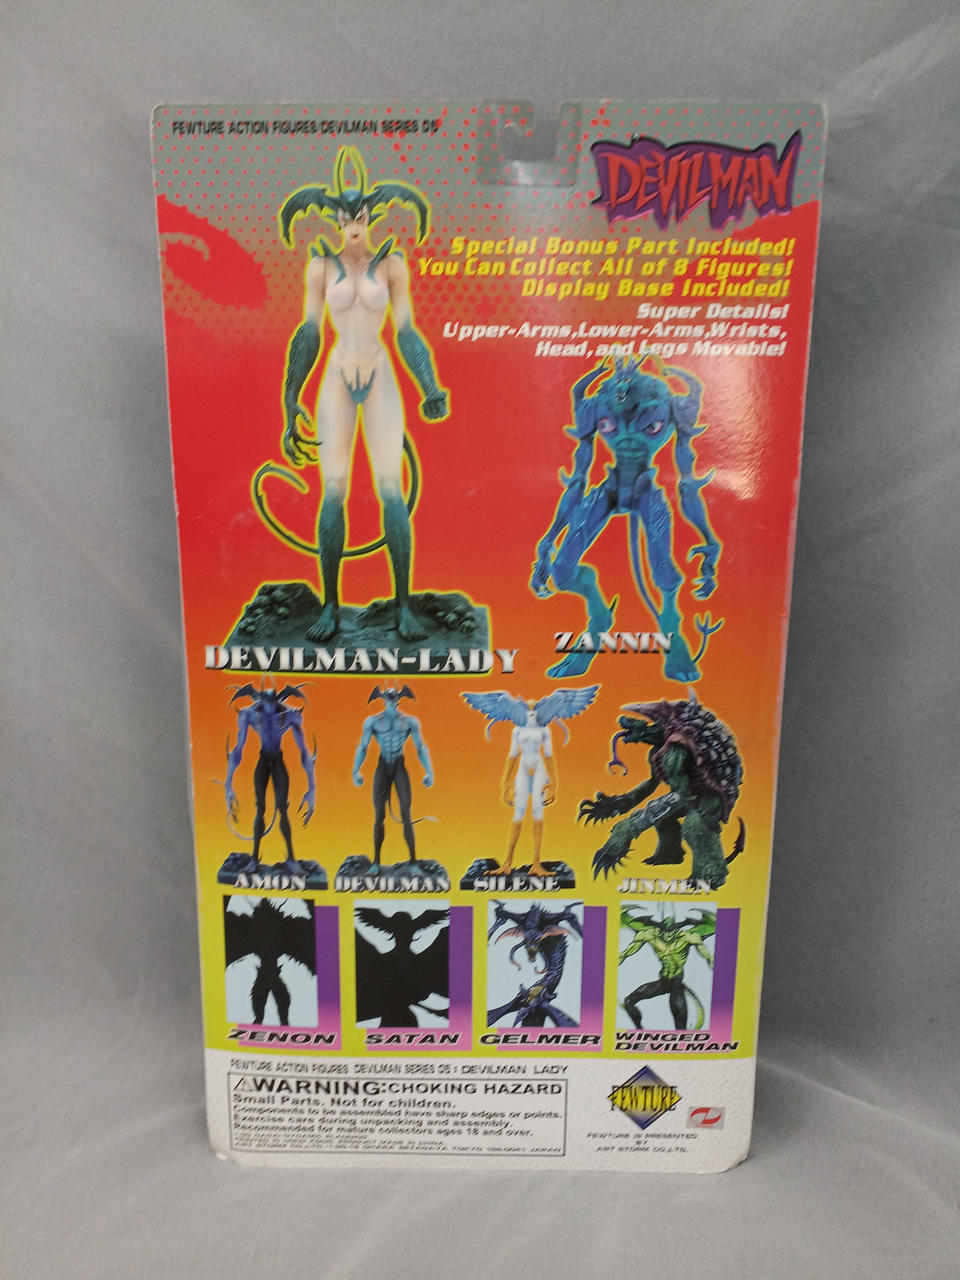 FEWTURE ACTION FIGURES/DEVILMAN SERIES 05
DEVILMAN
Special Bonus Part Included!
You Can Collect All of 8 Figures!
Display Base Included!
Super Details!
Upper-Arms,Lower-Arms,Wrists,
Head,and Legs Movable!
DEVILMAN-LADY
ZANNIN
AMON
DEVILMAN
SILENE
JINMEN
ZENON
SATAN
GELMER
WINGED
DEVILMAN
FEWTURE ACTION FIGURES DEVILMAN SERIES 05: DEVILMAN LADY
WARNING:CHOKING HAZARD
Small Parts. Not for children.
Components to be assembled have sharp edges or points.
Exercise care during unpacking and assembly.
Recommended for mature collectors ages 18 and over.
FEWTURE
FEWTURE IS PRESENTED
BY
ART STORM CO.,LTD.